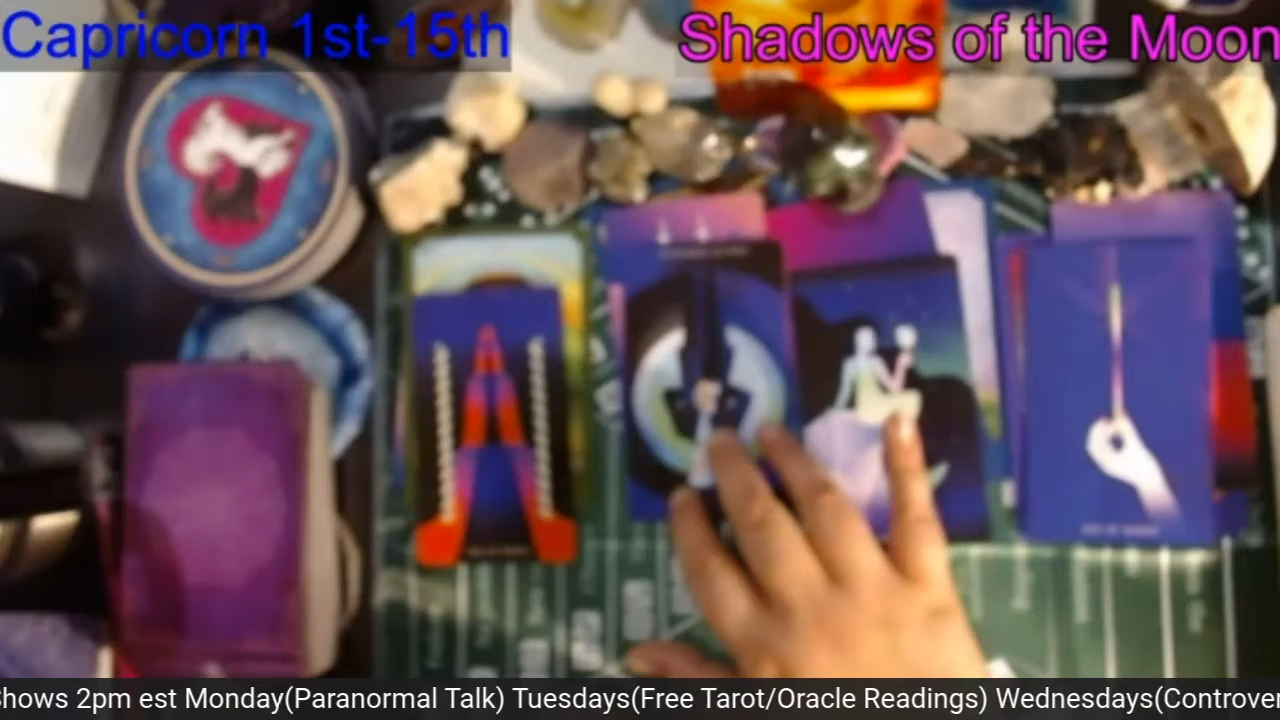 Capricorn 1st-15th
Shadows of the Moon
Shows 2pm est Monday(Paranormal Talk) Tuesdays(Free Tarot/Oracle Readings) Wednesdays(Controver